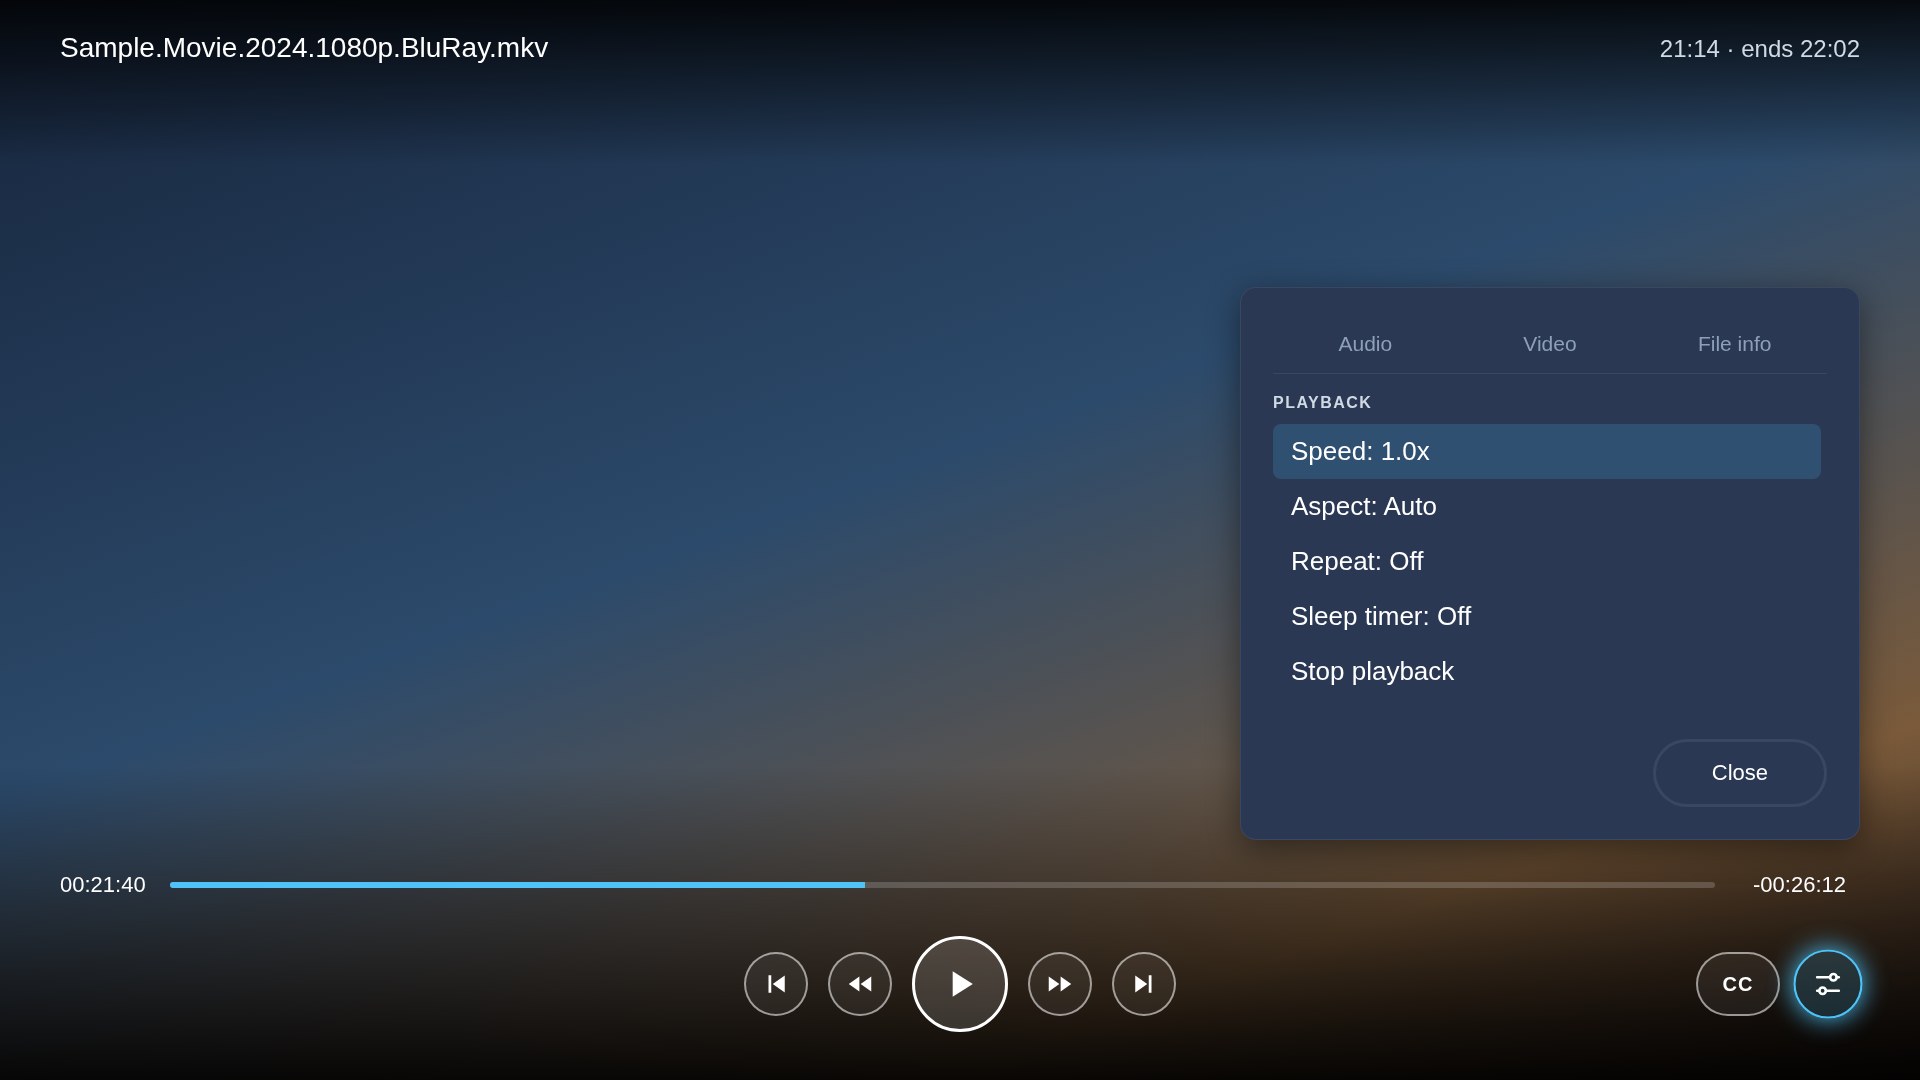 Sample.Movie.2024.1080p.BluRay.mkv
21:14 · ends 22:02
Audio
Video
File info
PLAYBACK
Speed: 1.0x
Aspect: Auto
Repeat: Off
Sleep timer: Off
Stop playback
Close
00:21:40
-00:26:12
CC